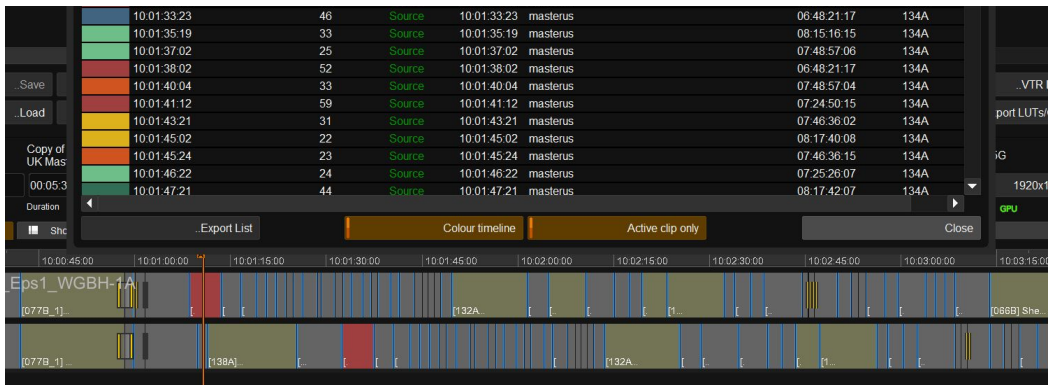 10:01:33:23 46 Source 10:01:33:23 masterus 06:48:21:17 134A
10:01:35:19 33 Source 10:01:35:19 masterus 08:15:16:15 134A
10:01:37:02 25 Source 10:01:37:02 masterus 07:48:57:06 134A
10:01:38:02 52 Source 10:01:38:02 masterus 06:48:21:17 134A
10:01:40:04 33 Source 10:01:40:04 masterus 07:48:57:04 134A
10:01:41:12 59 Source 10:01:41:12 masterus 07:24:50:15 134A
10:01:43:21 31 Source 10:01:43:21 masterus 07:46:36:02 134A
10:01:45:02 22 Source 10:01:45:02 masterus 08:17:40:08 134A
10:01:45:24 23 Source 10:01:45:24 masterus 07:46:36:15 134A
10:01:46:22 24 Source 10:01:46:22 masterus 07:25:26:07 134A
10:01:47:21 44 Source 10:01:47:21 masterus 08:17:42:07 134A
..Save
..VTR
..Load
port LUTs/
Copy of
UK Mas
5G
00:05:3
1920x1
Duration
GPU
Sho
..Export List Colour timeline Active clip only Close
10:00:45:00 10:01:00:00 10:01:15:00 10:01:30:00 10:01:45:00 10:02:00:00 10:02:15:00 10:02:30:00 10:02:45:00 10:03:00:00 10:03:15:00
_Eps1_WGBH-1A
[077B_1]... [ [ [ [132A... [. [. [. [1... [. [. [ [. [066B] She...
[077B_1]... [138A]... [... [. [ [ [. [132A... [. [. [1... [. [